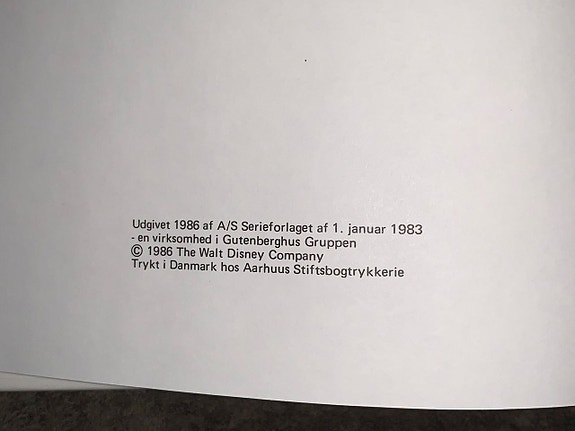 Udgivet 1986 af A/S Serieforlaget af 1. januar 1983
- en virksomhed i Gutenberghus Gruppen
© 1986 The Walt Disney Company
Trykt i Danmark hos Aarhuus Stiftsbogtrykkerie